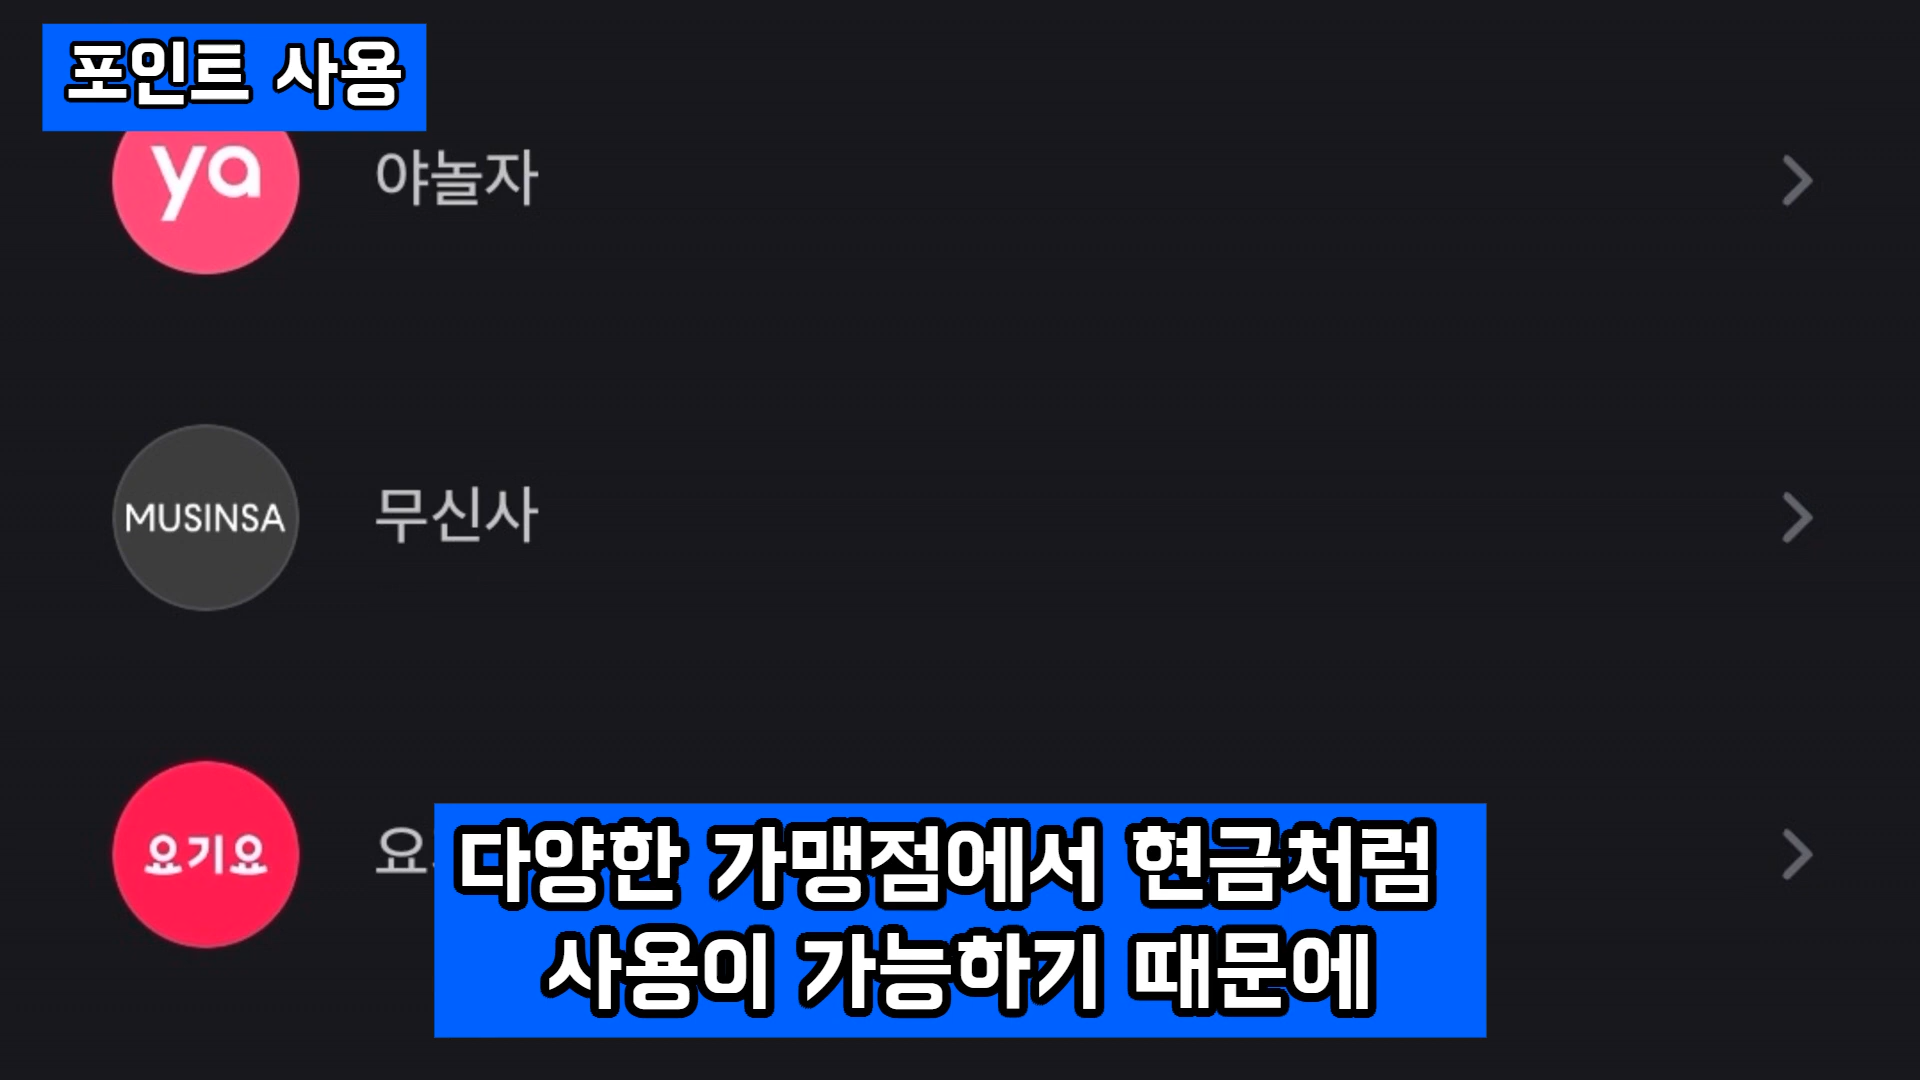 포인트 사용
ya
야놀자
MUSINSA
무신사
요기요
요
다양한 가맹점에서 현금처럼
사용이 가능하기 때문에